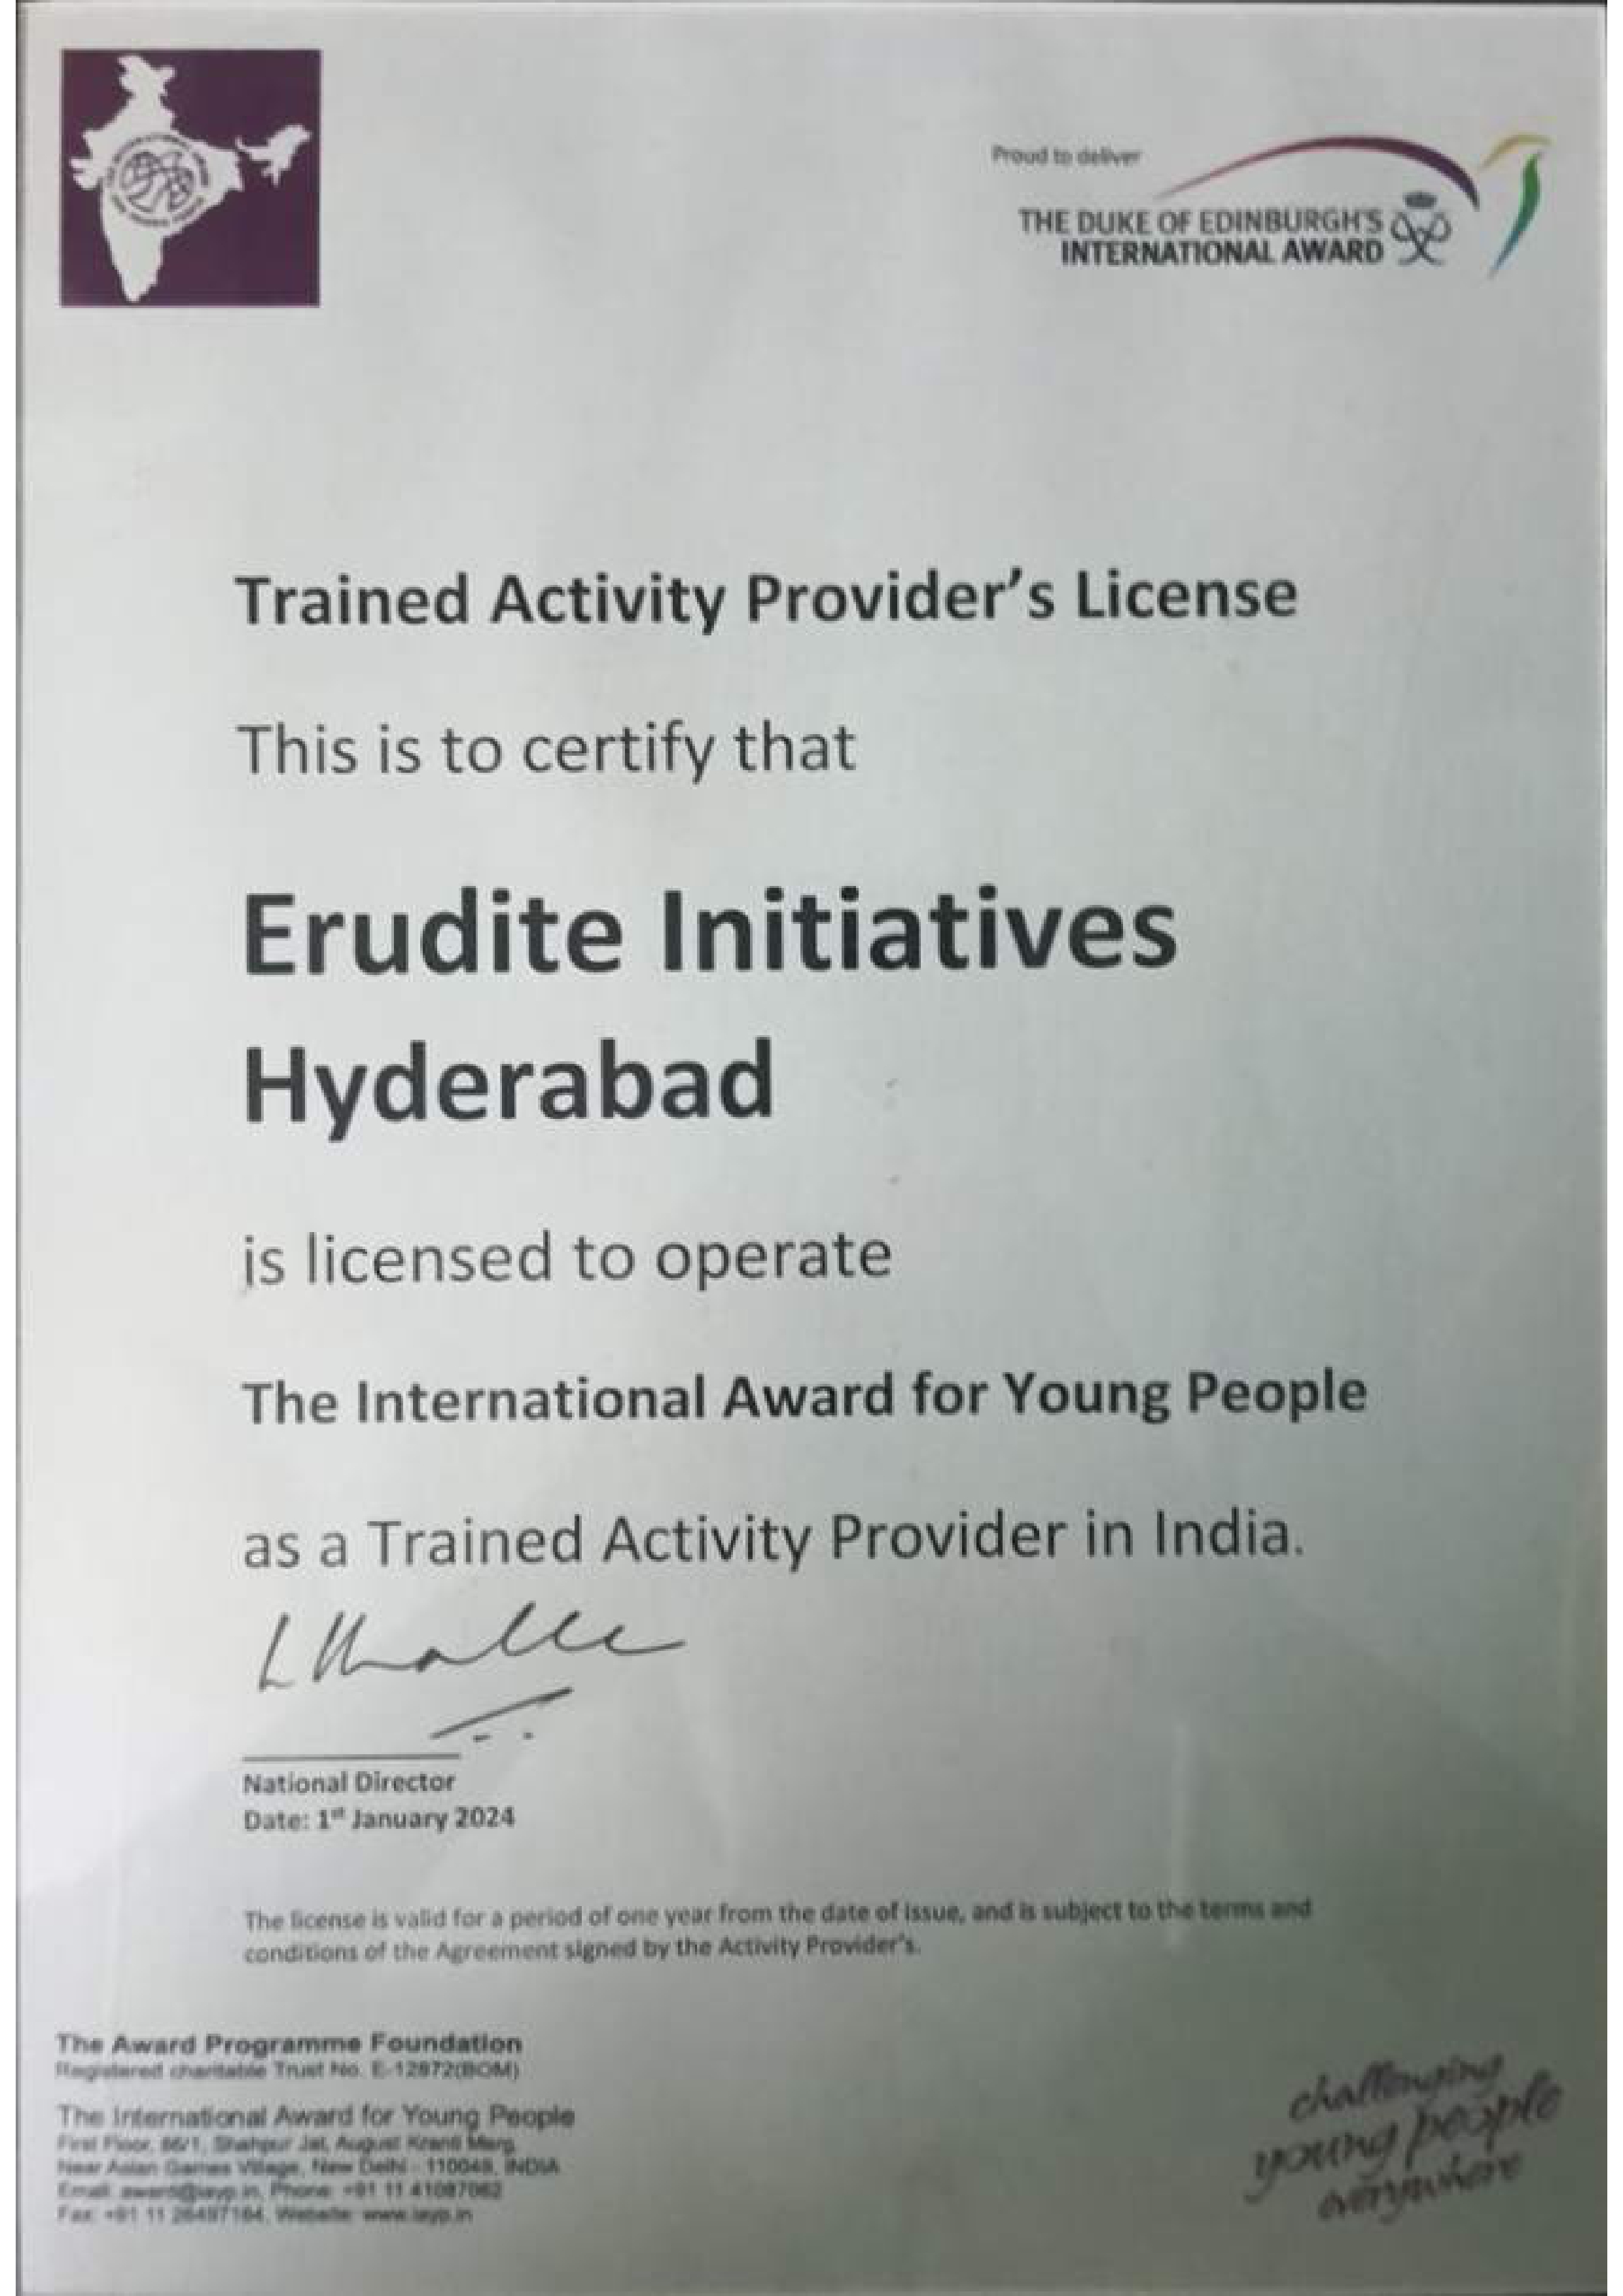 Proud to deliver
THE DUKE OF EDINBURGH'S
INTERNATIONAL AWARD
Trained Activity Provider's License
This is to certify that
Erudite Initiatives
Hyderabad
is licensed to operate
The International Award for Young People
as a Trained Activity Provider in India.
National Director
Date: 1st January 2024
The license is valid for a period of one year from the date of issue, and is subject to the terms and
conditions of the Agreement signed by the Activity Provider's.
The Award Programme Foundation
Registered charitable Trust No. E-12872(BOM)
The International Award for Young People
First Floor, 86/1, Shahpur Jat, August Kranti Marg,
Near Asian Games Village, New Delhi - 110049, INDIA
Email: award@iayp.in, Phone: +91 11 41087062
Fax: +91 11 26497184, Website: www.iayp.in
challenging
young people
everywhere